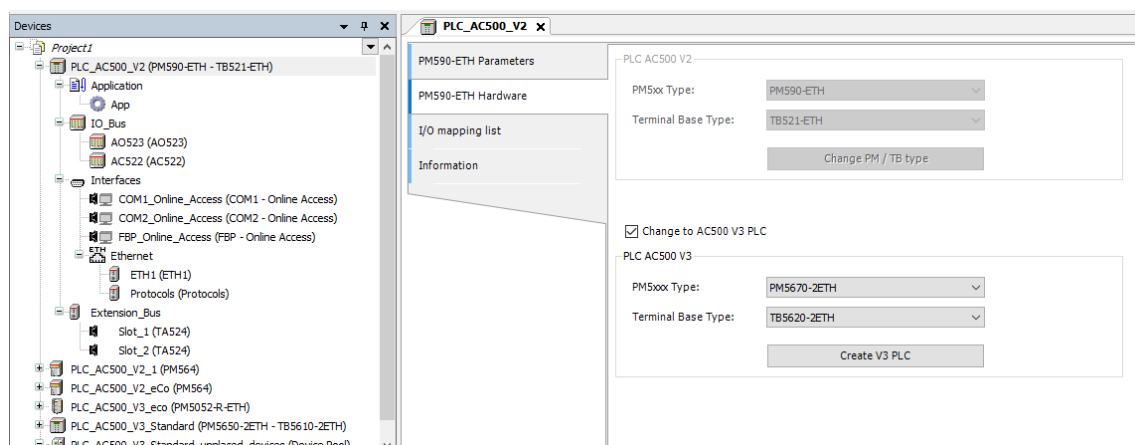 Devices
Project1
PLC_AC500_V2 (PM590-ETH - TB521-ETH)
Application
App
IO_Bus
AO523 (AO523)
AC522 (AC522)
Interfaces
COM1_Online_Access (COM1 - Online Access)
COM2_Online_Access (COM2 - Online Access)
FBP_Online_Access (FBP - Online Access)
ETH
Ethernet
ETH1 (ETH1)
Protocols (Protocols)
Extension_Bus
Slot_1 (TA524)
Slot_2 (TA524)
PLC_AC500_V2_1 (PM564)
PLC_AC500_V2_eCo (PM564)
PLC_AC500_V3_eco (PM5052-R-ETH)
PLC_AC500_V3_Standard (PM5650-2ETH - TB5610-2ETH)
PLC_AC500_V3_Standard_unplaced_devices (Device Pool)
PLC_AC500_V2
PM590-ETH Parameters
PM590-ETH Hardware
I/O mapping list
Information
PLC AC500 V2
PM5xx Type: PM590-ETH
Terminal Base Type: TB521-ETH
Change PM / TB type
Change to AC500 V3 PLC
PLC AC500 V3
PM5xxx Type: PM5670-2ETH
Terminal Base Type: TB5620-2ETH
Create V3 PLC